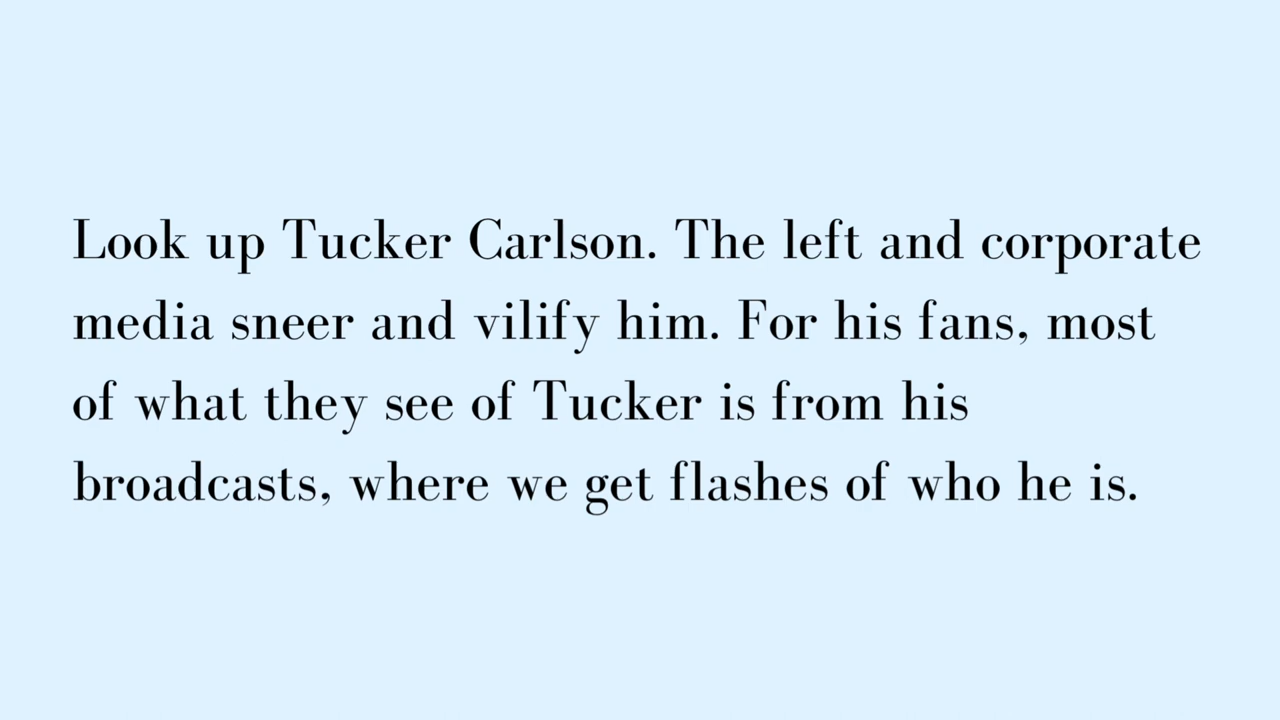 Look up Tucker Carlson. The left and corporate
media sneer and vilify him. For his fans, most
of what they see of Tucker is from his
broadcasts, where we get flashes of who he is.